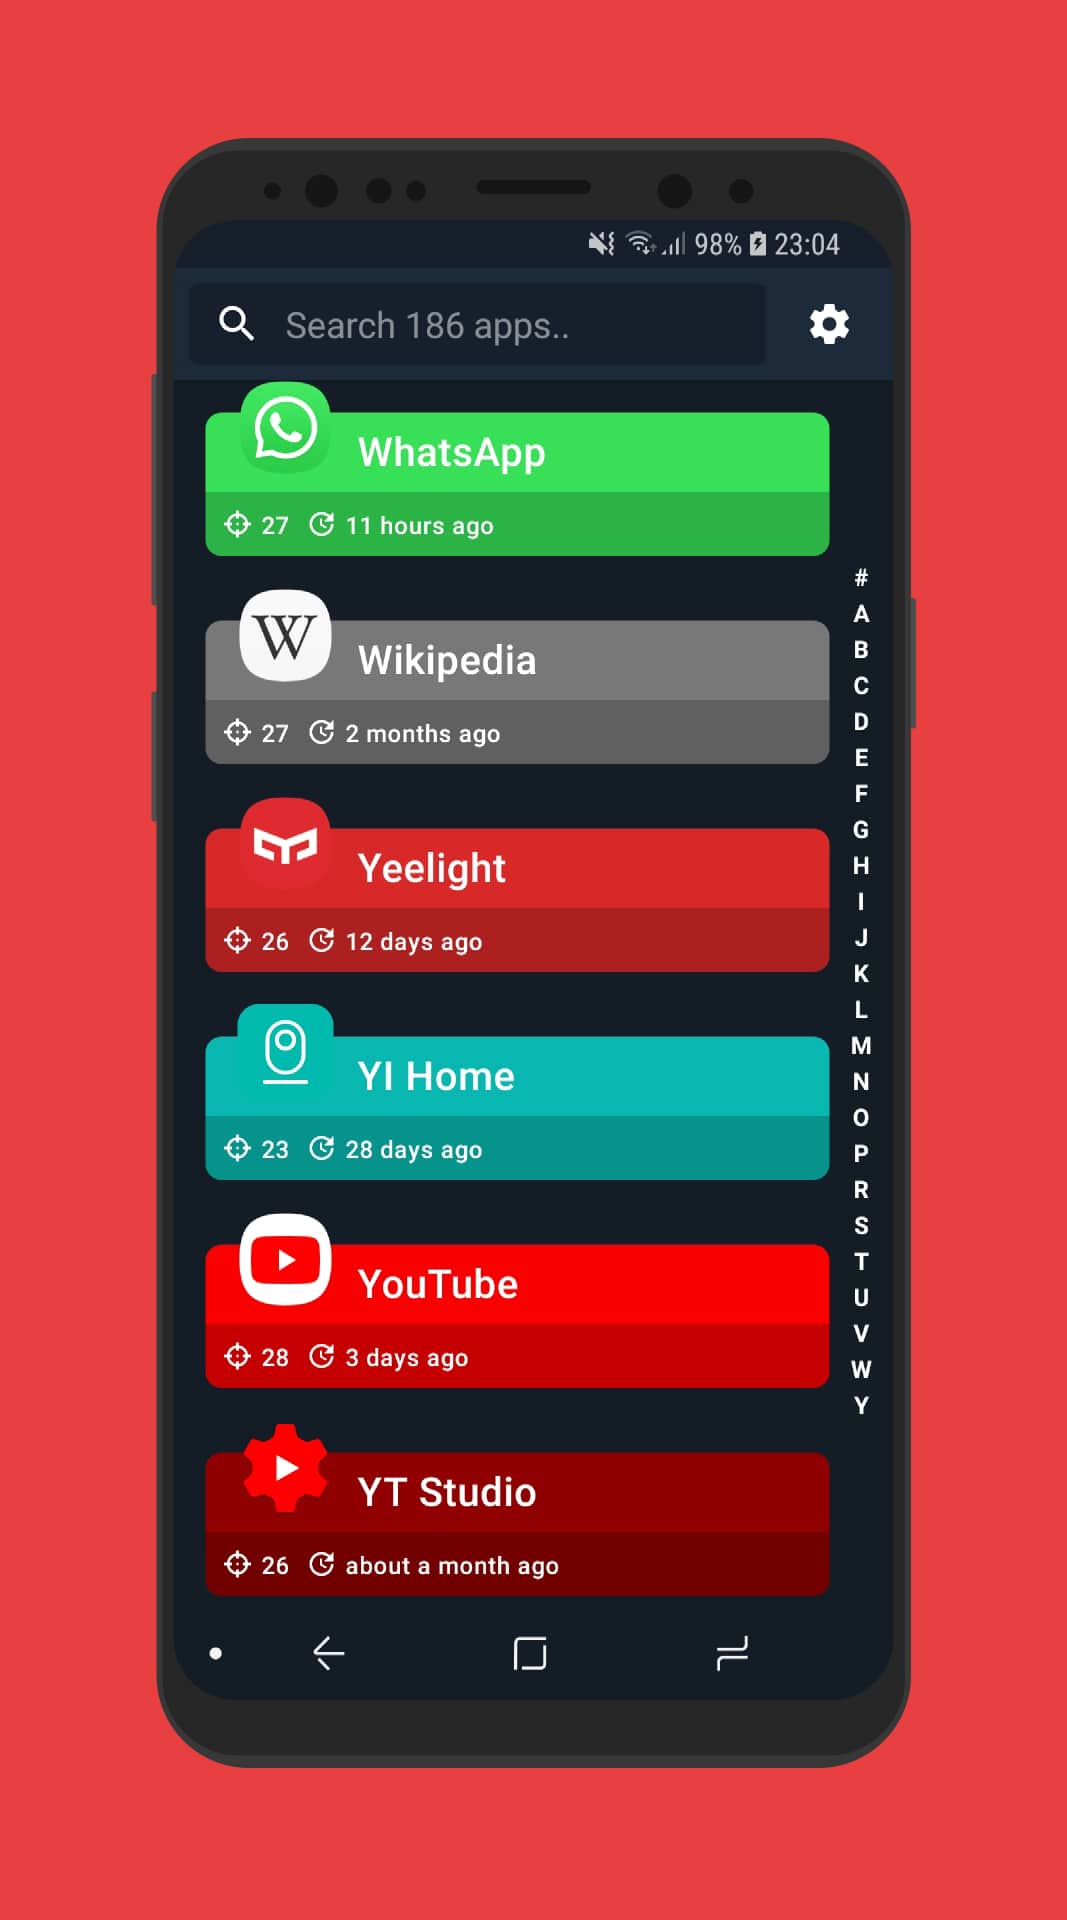 98% 23:04
Search 186 apps..
WhatsApp
27 11 hours ago
W
Wikipedia
27 2 months ago
Yeelight
26 12 days ago
YI Home
23 28 days ago
YouTube
28 3 days ago
YT Studio
26 about a month ago
#
A
B
C
D
E
F
G
H
I
J
K
L
M
N
O
P
R
S
T
U
V
W
Y